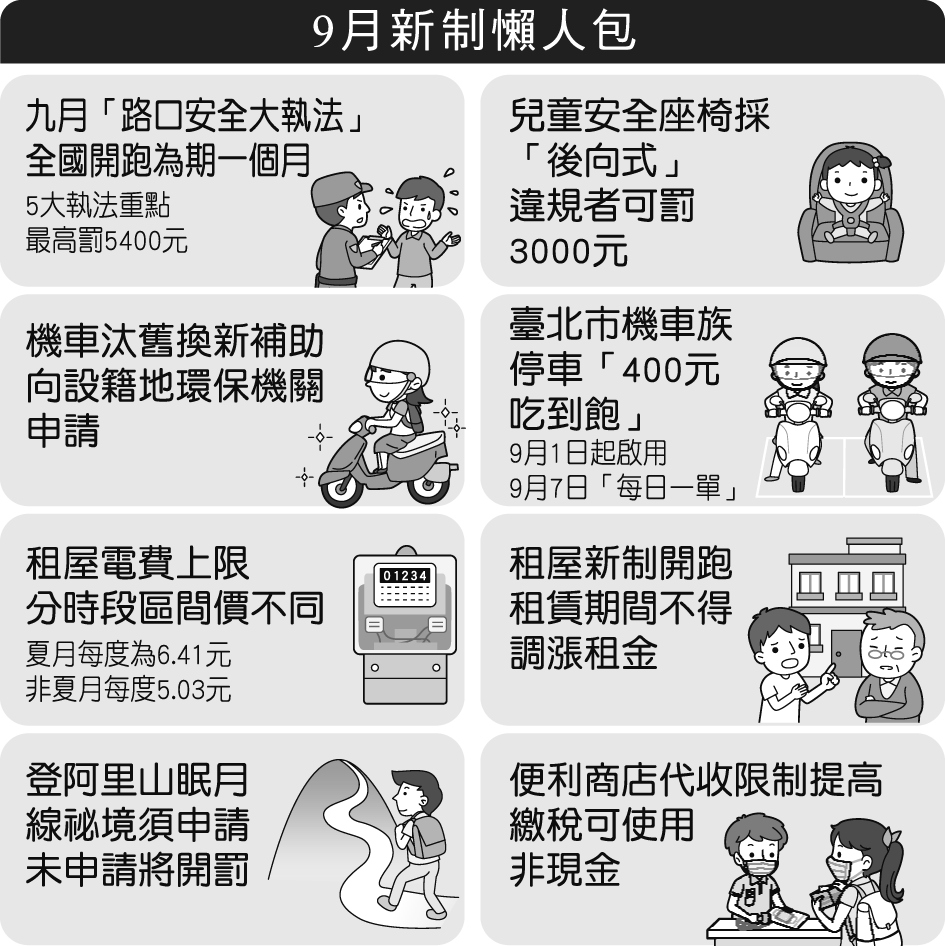 9月新制懶人包
九月「路口安全大執法」
全國開跑為期一個月
5大執法重點
最高罰5400元
兒童安全座椅採
「後向式」
違規者可罰
3000元
機車汰舊換新補助
向設籍地環保機關
申請
臺北市機車族
停車「400元
吃到飽」
9月1日起啟用
9月7日「每日一單」
租屋電費上限
分時段區間價不同
夏月每度為6.41元
非夏月每度5.03元
01234
租屋新制開跑
租賃期間不得
調漲租金
登阿里山眠月
線祕境須申請
未申請將開罰
便利商店代收限制提高
繳稅可使用
非現金